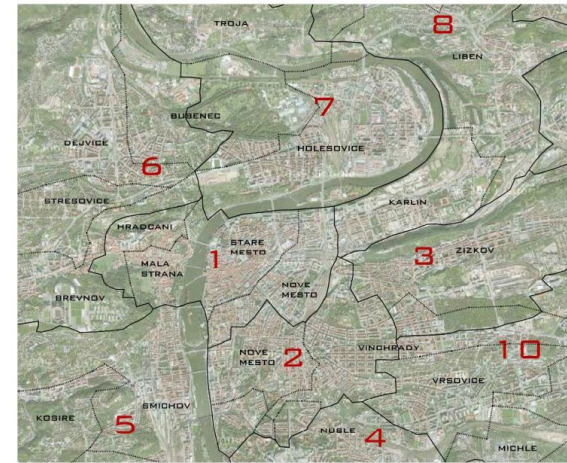 TROJA
8
LIBEN
7
BUBENEC
DEJVICE
HOLESOVICE
6
STRESOVICE
KARLIN
HRADCANI
STARE
MESTO
3
ZIZKOV
1
MALA
STRANA
NOVE
MESTO
BREVNOV
10
VINOHRADY
NOVE
MESTO
2
VRSOVICE
KOSIRE
SMICHOV
5
NUSLE
4
MICHLE